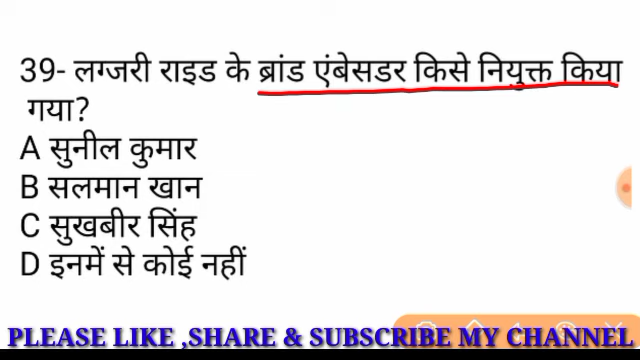 39- लग्जरी राइड के ब्रांड एंबेसडर किसे नियुक्त किया
गया?
A सुनील कुमार
B सलमान खान
C सुखबीर सिंह
D इनमें से कोई नहीं
PLEASE LIKE ,SHARE & SUBSCRIBE MY CHANNEL